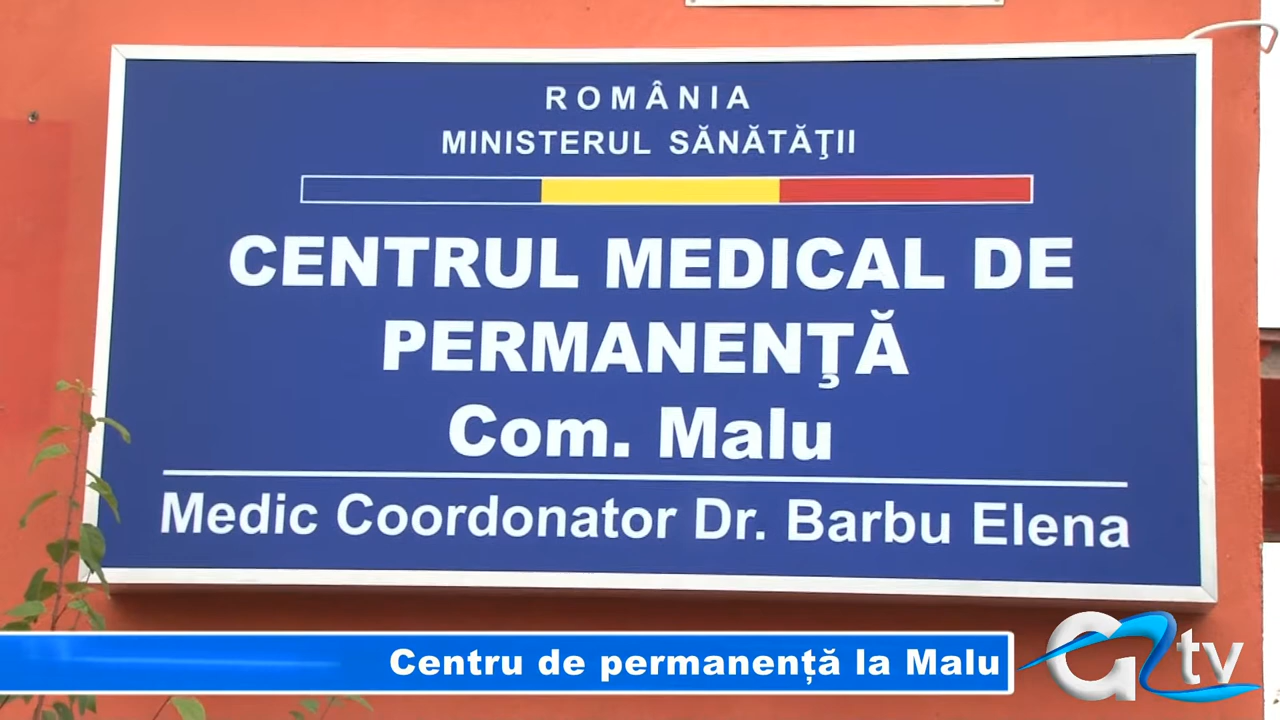 ROMÂNIA
MINISTERUL SĂNĂTĂŢII
CENTRUL MEDICAL DE
PERMANENŢĂ
Com. Malu
Medic Coordonator Dr. Barbu Elena
Centru de permanență la Malu
tv